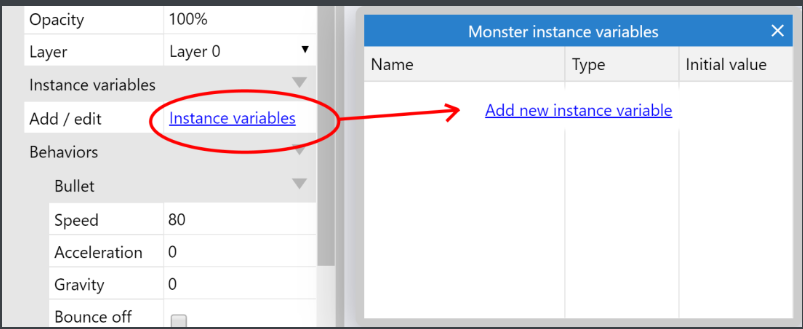 Opacity 100%
Layer Layer 0
Instance variables
Add / edit Instance variables
Behaviors
Bullet
Speed 80
Acceleration 0
Gravity 0
Bounce off
Monster instance variables
Name Type Initial value
Add new instance variable